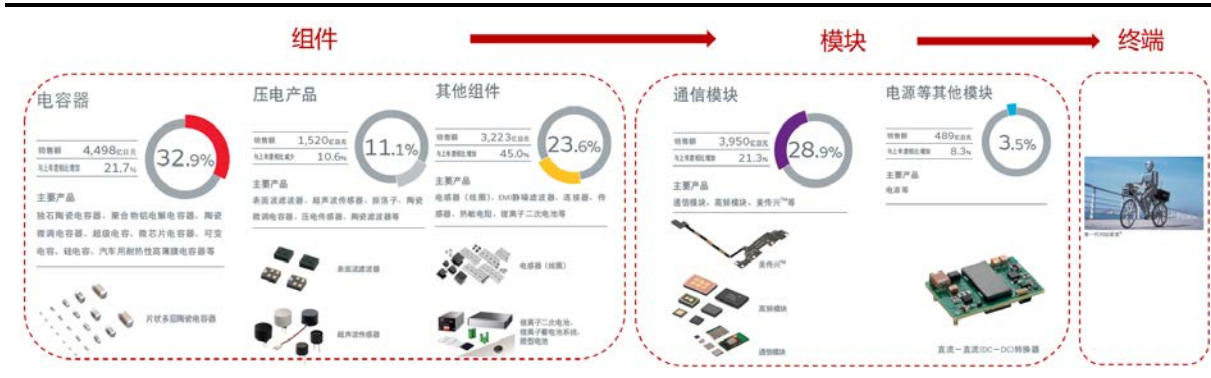 组件
模块
终端
电容器
销售额 4,498亿日元
与上年度相比增加 21.7%
32.9%
主要产品
独石陶瓷电容器、聚合物铝电解电容器、陶瓷
微调电容器、超级电容、微芯片电容器、可变
电容、硅电容、汽车用耐热性高薄膜电容器等
片状多层陶瓷电容器
压电产品
销售额 1,520亿日元
与上年度相比减少 10.6%
11.1%
主要产品
表面波滤波器、超声波传感器、振荡子、陶瓷
微调电容器、压电传感器、陶瓷滤波器等
表面波滤波器
超声波传感器
其他组件
销售额 3,223亿日元
与上年度相比增加 45.0%
23.6%
主要产品
电感器（线圈）、EMI静噪滤波器、连接器、传
感器、热敏电阻、锂离子二次电池等
电感器（线圈）
锂离子二次电池、
锂离子蓄电池系统、
微型电池
通信模块
销售额 3,950亿日元
与上年度相比增加 21.3%
28.9%
主要产品
通信模块、高频模块、美传兴™等
美传兴™
高频模块
通信模块
电源等其他模块
销售额 489亿日元
与上年度相比增加 8.3%
3.5%
主要产品
电源等
直流－直流(DC－DC)转换器